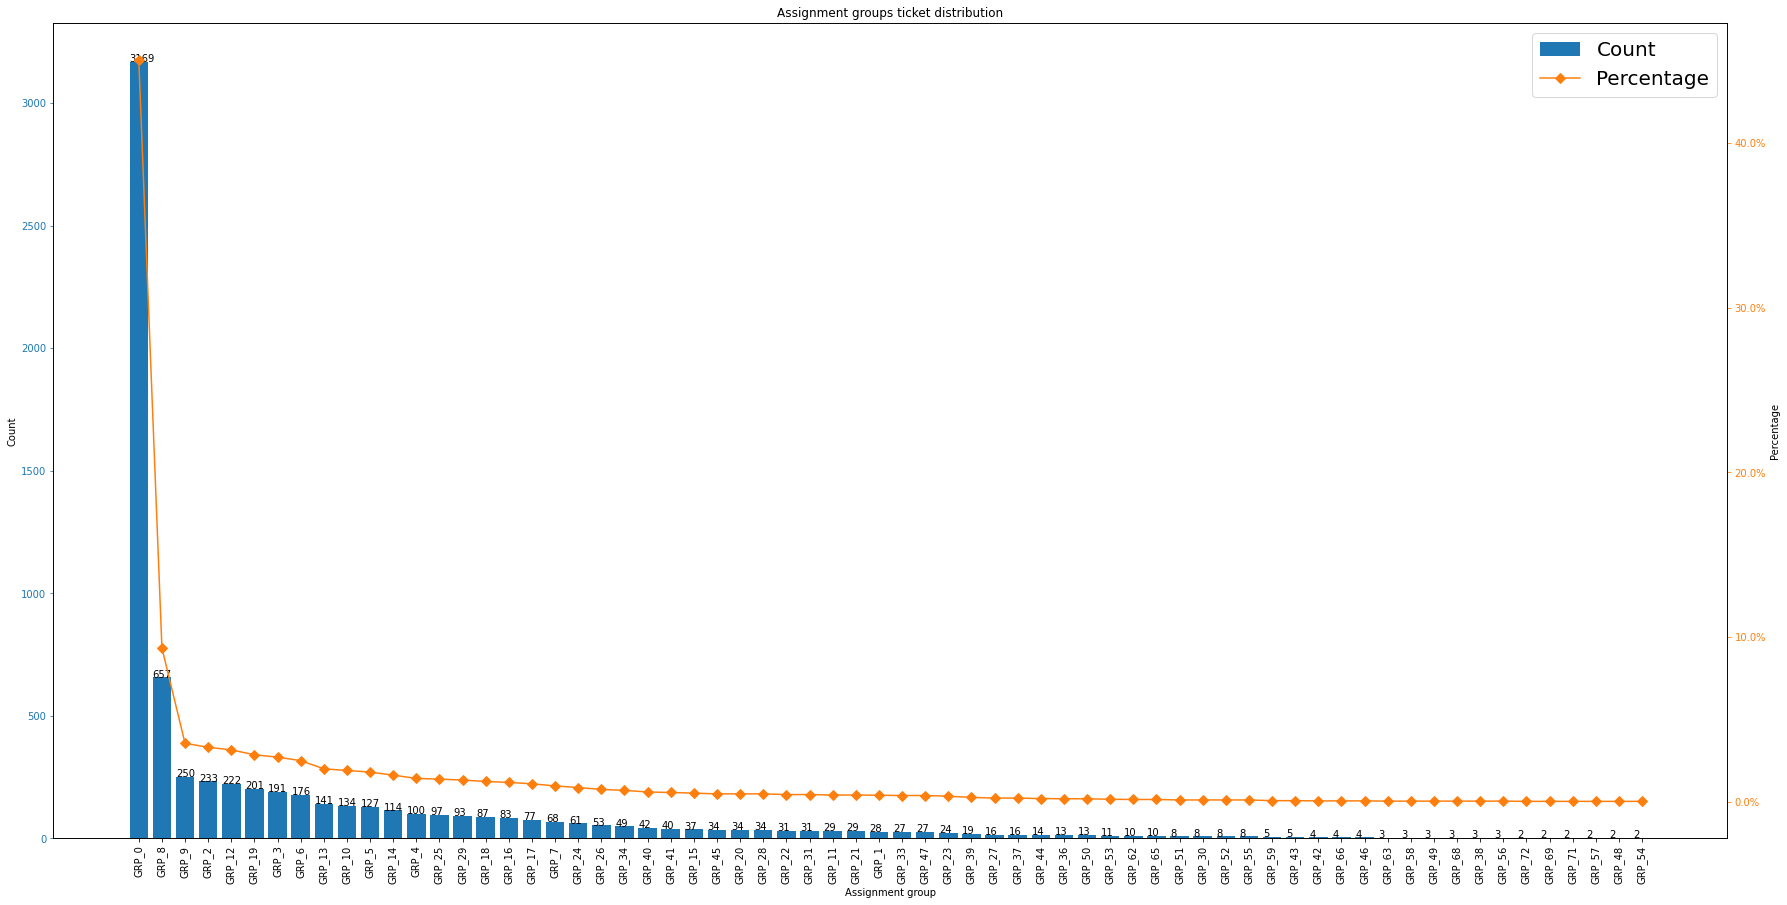 Assignment groups ticket distribution
Count
Percentage
3000
2500
2000
1500
1000
500
0
40.0%
30.0%
20.0%
10.0%
0.0%
Count
Percentage
3169
657
250
233
222
201
191
176
141
134
127
114
100
97
93
87
83
77
68
61
53
49
42
40
37
34
34
34
31
31
29
29
28
27
27
24
19
16
16
14
13
13
11
10
10
8
8
8
8
5
5
4
4
4
3
3
3
3
3
3
2
2
2
2
2
2
GRP_0
GRP_8
GRP_9
GRP_2
GRP_12
GRP_19
GRP_3
GRP_6
GRP_13
GRP_10
GRP_5
GRP_14
GRP_4
GRP_25
GRP_29
GRP_18
GRP_16
GRP_17
GRP_7
GRP_24
GRP_26
GRP_34
GRP_40
GRP_41
GRP_15
GRP_45
GRP_20
GRP_28
GRP_22
GRP_31
GRP_11
GRP_21
GRP_1
GRP_33
GRP_47
GRP_23
GRP_39
GRP_27
GRP_37
GRP_44
GRP_36
GRP_50
GRP_53
GRP_62
GRP_65
GRP_51
GRP_30
GRP_52
GRP_55
GRP_59
GRP_43
GRP_42
GRP_66
GRP_46
GRP_63
GRP_58
GRP_49
GRP_68
GRP_38
GRP_56
GRP_72
GRP_69
GRP_71
GRP_57
GRP_48
GRP_54
Assignment group